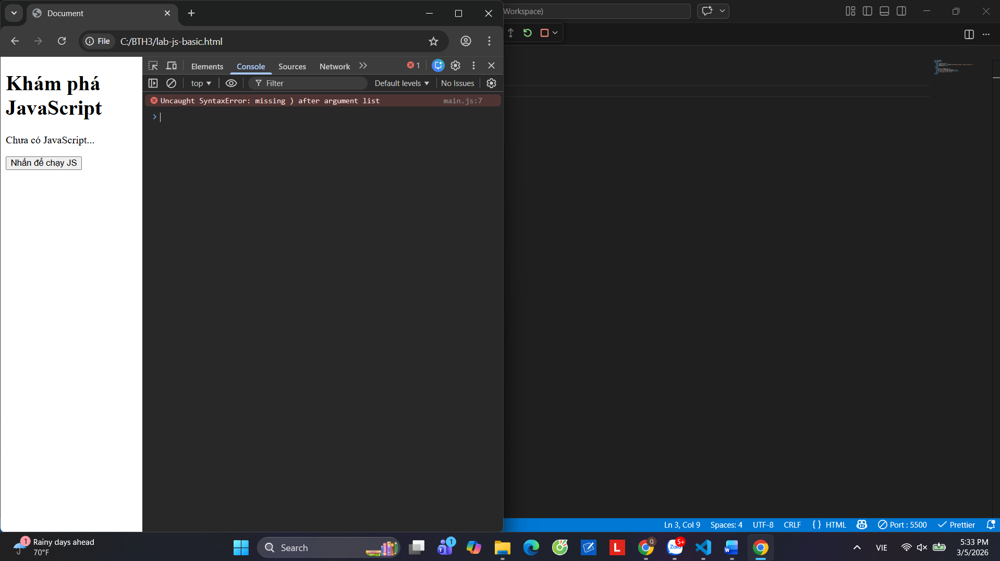 Document
Workspace)
File
C:/BTH3/lab-js-basic.html
Elements
Console
Sources
Network
1
top
Filter
Default levels
No Issues
Uncaught SyntaxError: missing ) after argument list
main.js:7
Khám phá
JavaScript
Chưa có JavaScript...
Nhấn để chạy JS
Ln 3, Col 9
Spaces: 4
UTF-8
CRLF
{ } HTML
Port : 5500
Prettier
1
Rainy days ahead
70°F
Search
1
T
L
Q
Zalo
5+
W
VIE
5:33 PM
3/5/2026